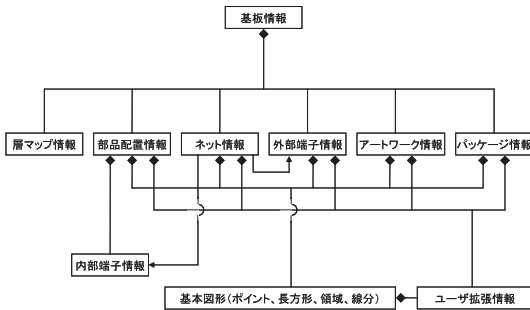 基板情報
層マップ情報
部品配置情報
ネット情報
外部端子情報
アートワーク情報
パッケージ情報
内部端子情報
基本図形(ポイント、長方形、領域、線分)
ユーザ拡張情報